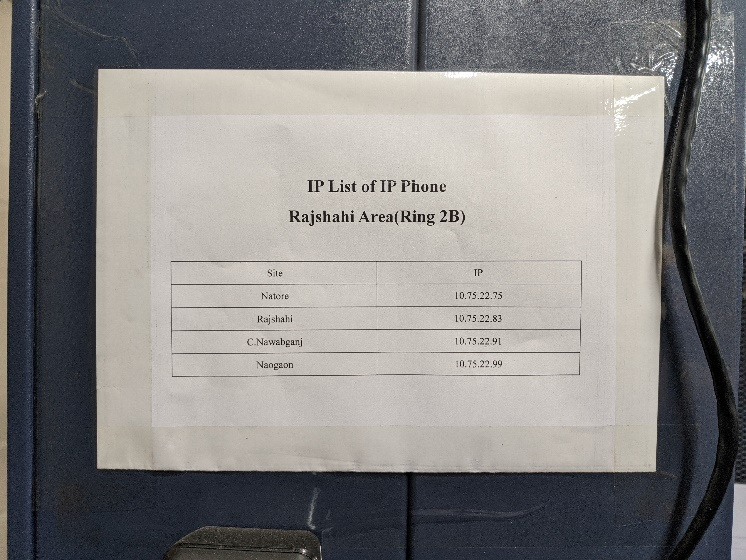 IP List of IP Phone
Rajshahi Area(Ring 2B)
Site IP
Natore 10.75.22.75
Rajshahi 10.75.22.83
C.Nawabganj 10.75.22.91
Naogaon 10.75.22.99